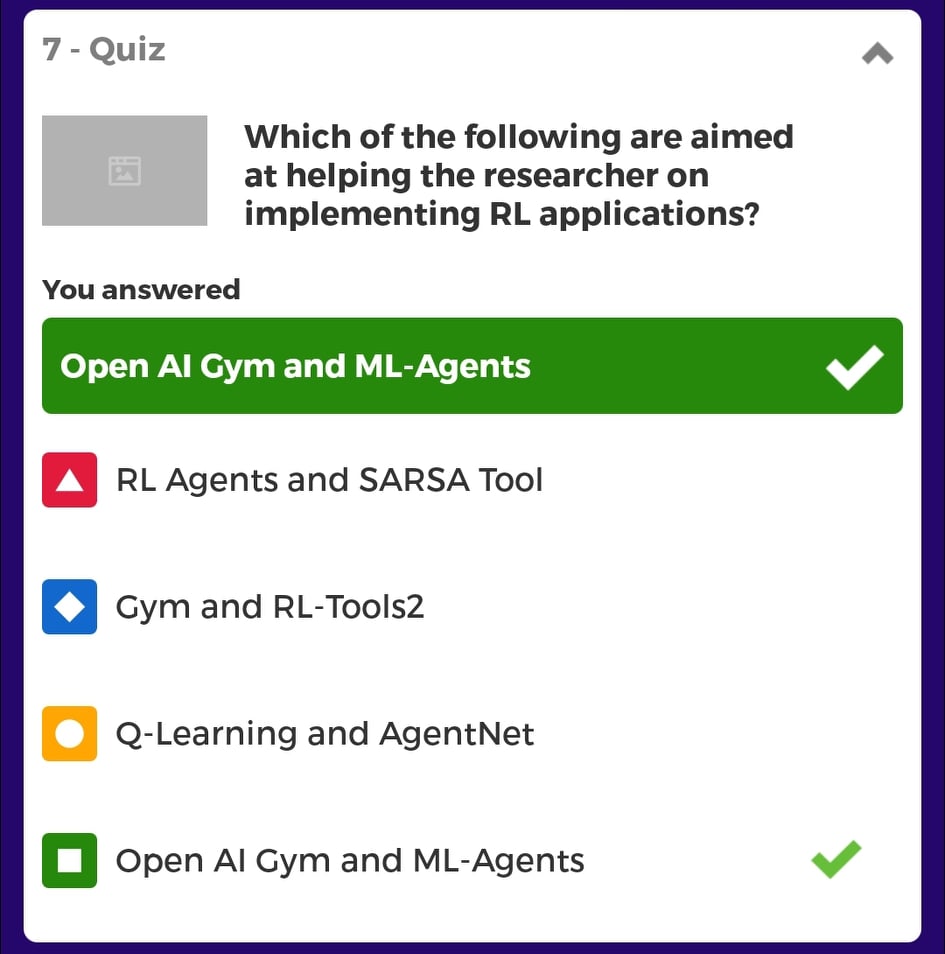 7 - Quiz
Which of the following are aimed
at helping the researcher on
implementing RL applications?
You answered
Open AI Gym and ML-Agents
RL Agents and SARSA Tool
Gym and RL-Tools2
Q-Learning and AgentNet
Open AI Gym and ML-Agents